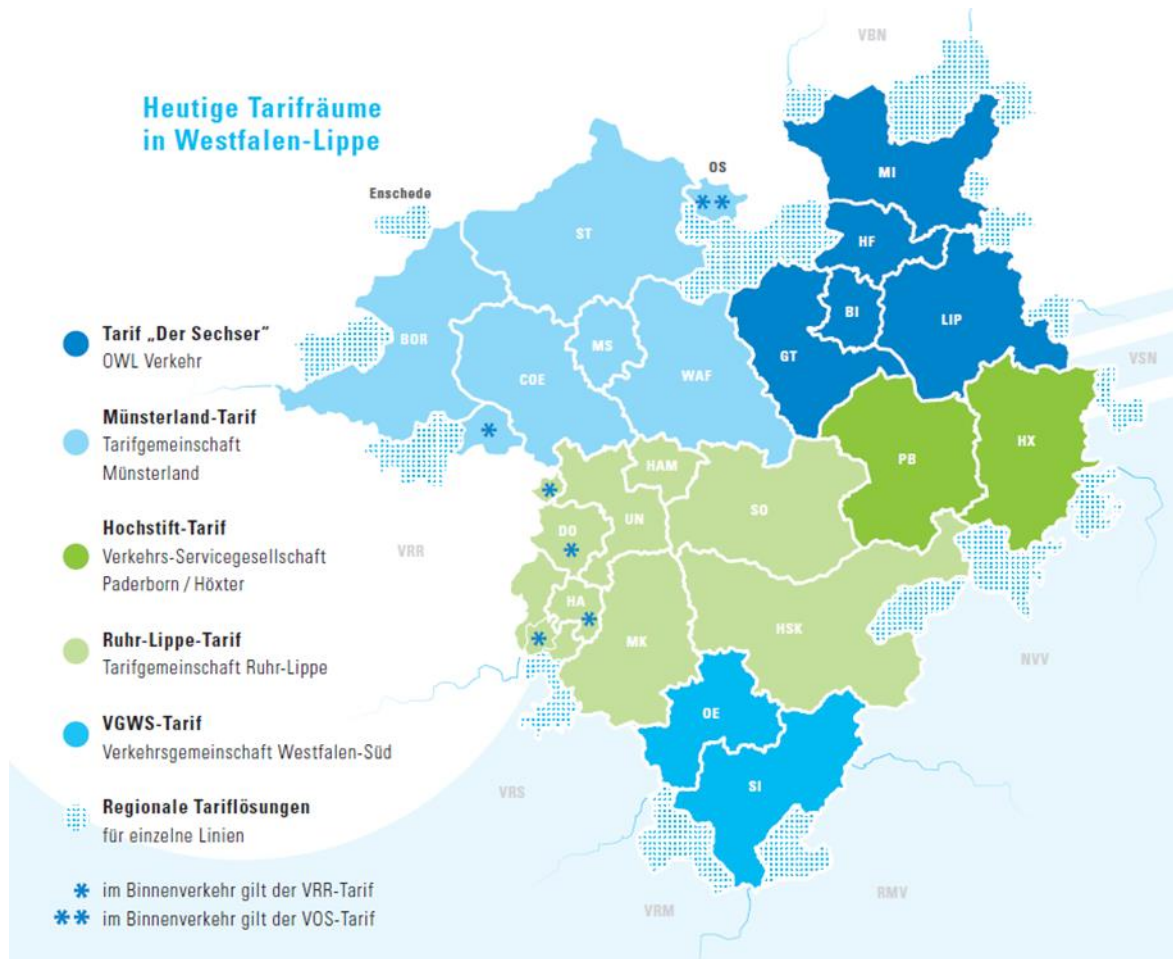 Heutige Tarifräume
in Westfalen-Lippe
Tarif „Der Sechser“
OWL Verkehr
Münsterland-Tarif
Tarifgemeinschaft
Münsterland
Hochstift-Tarif
Verkehrs-Servicegesellschaft
Paderborn / Höxter
Ruhr-Lippe-Tarif
Tarifgemeinschaft Ruhr-Lippe
VGWS-Tarif
Verkehrsgemeinschaft Westfalen-Süd
Regionale Tariflösungen
für einzelne Linien
* im Binnenverkehr gilt der VRR-Tarif
** im Binnenverkehr gilt der VOS-Tarif
VBN
OS
**
Enschede
MI
ST
HF
BI
LIP
BOR
MS
GT
VSN
COE
WAF
*
HX
PB
HAM
*
SO
UN
DO
*
VRR
HA
*
*
MK
HSK
NVV
OE
SI
VRS
RMV
VRM